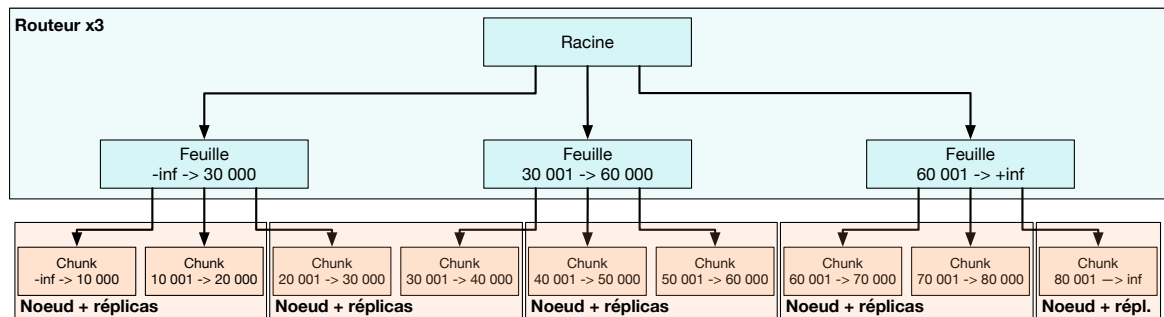 Routeur x3
Racine
Feuille
-inf -> 30 000
Feuille
30 001 -> 60 000
Feuille
60 001 -> +inf
Chunk
-inf -> 10 000
Chunk
10 001 -> 20 000
Chunk
20 001 -> 30 000
Chunk
30 001 -> 40 000
Chunk
40 001 -> 50 000
Chunk
50 001 -> 60 000
Chunk
60 001 -> 70 000
Chunk
70 001 -> 80 000
Chunk
80 001 —> inf
Noeud + réplicas
Noeud + réplicas
Noeud + réplicas
Noeud + réplicas
Noeud + répl.